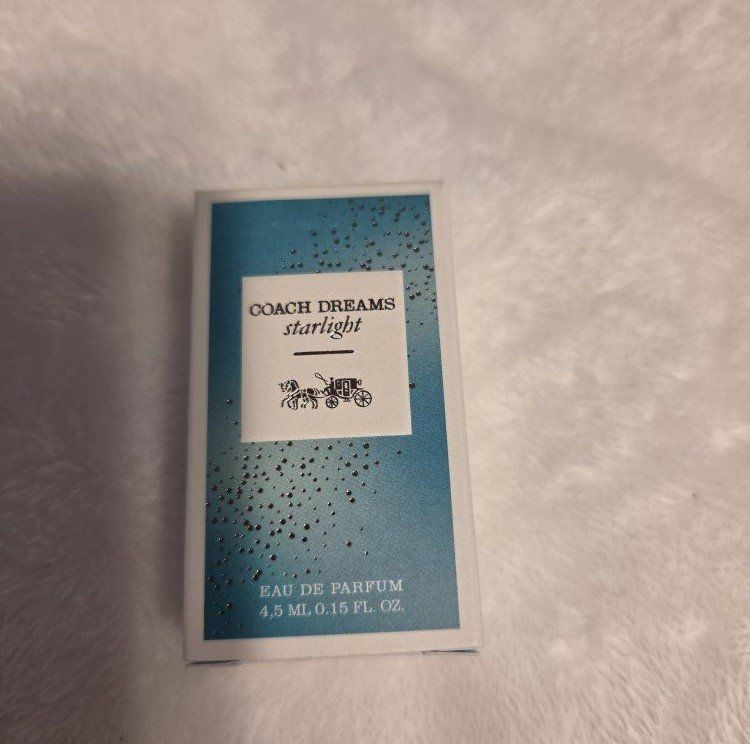 COACH DREAMS
starlight
EAU DE PARFUM
4,5 ML 0.15 FL. OZ.